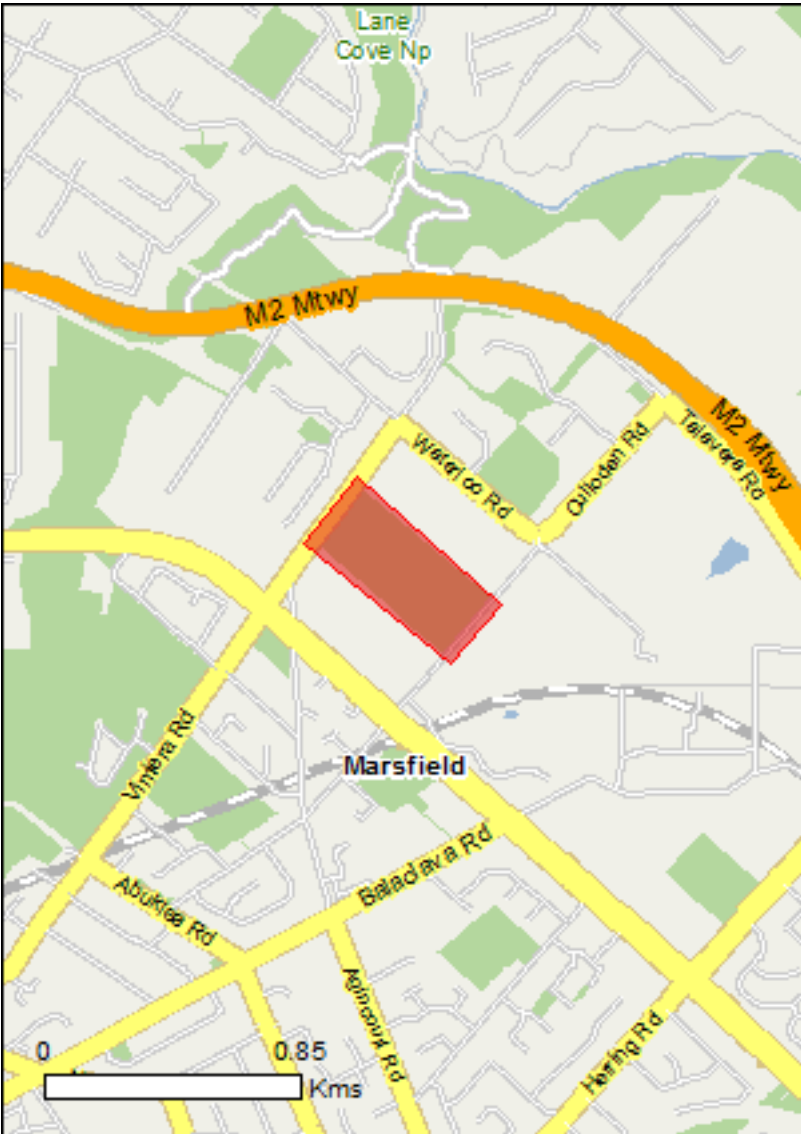 Lane
Cove Np
M2 Mtwy
M2 Mtwy
Waterloo Rd
Culloden Rd
Talavera Rd
Vimiera Rd
Marsfield
Balaclava Rd
Abuklea Rd
Agincourt Rd
Herring Rd
0 0.85
Kms